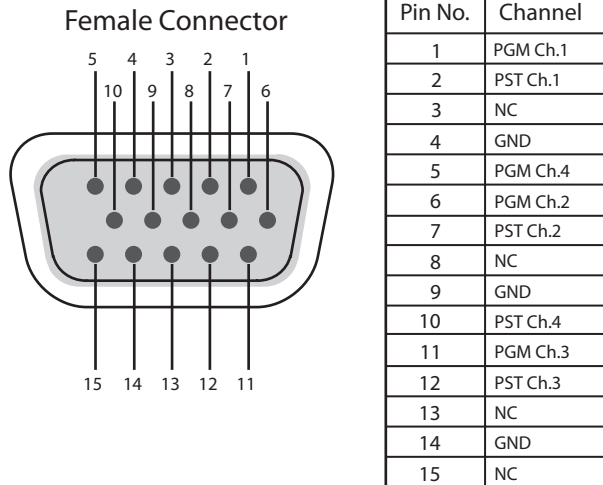 Female Connector
5 4 3 2 1
10 9 8 7 6
15 14 13 12 11
Pin No. Channel
1 PGM Ch.1
2 PST Ch.1
3 NC
4 GND
5 PGM Ch.4
6 PGM Ch.2
7 PST Ch.2
8 NC
9 GND
10 PST Ch.4
11 PGM Ch.3
12 PST Ch.3
13 NC
14 GND
15 NC